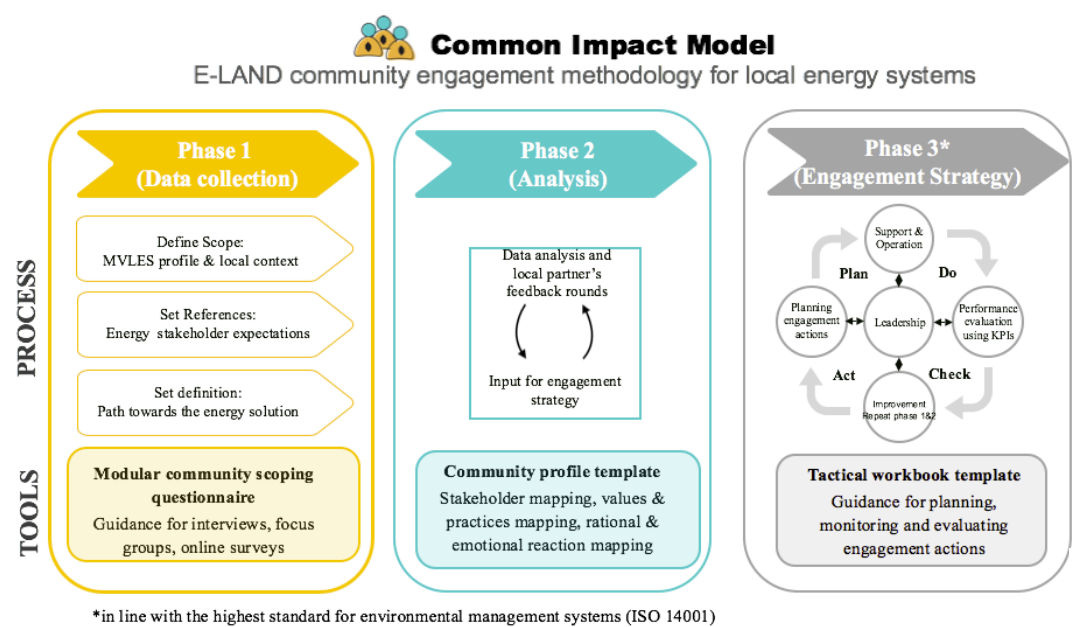 Common Impact Model
E-LAND community engagement methodology for local energy systems
PROCESS
TOOLS
Phase 1
(Data collection)
Define Scope:
MVLES profile & local context
Set References:
Energy stakeholder expectations
Set definition:
Path towards the energy solution
Modular community scoping
questionnaire
Guidance for interviews, focus
groups, online surveys
Phase 2
(Analysis)
Data analysis and
local partner's
feedback rounds
Input for engagement
strategy
Community profile template
Stakeholder mapping, values &
practices mapping, rational &
emotional reaction mapping
Phase 3*
(Engagement Strategy)
Support &
Operation
Plan
Do
Planning
engagement
actions
Leadership
Performance
evaluation
using KPIs
Act
Check
Improvement
Repeat phase 1&2
Tactical workbook template
Guidance for planning,
monitoring and evaluating
engagement actions
*in line with the highest standard for environmental management systems (ISO 14001)